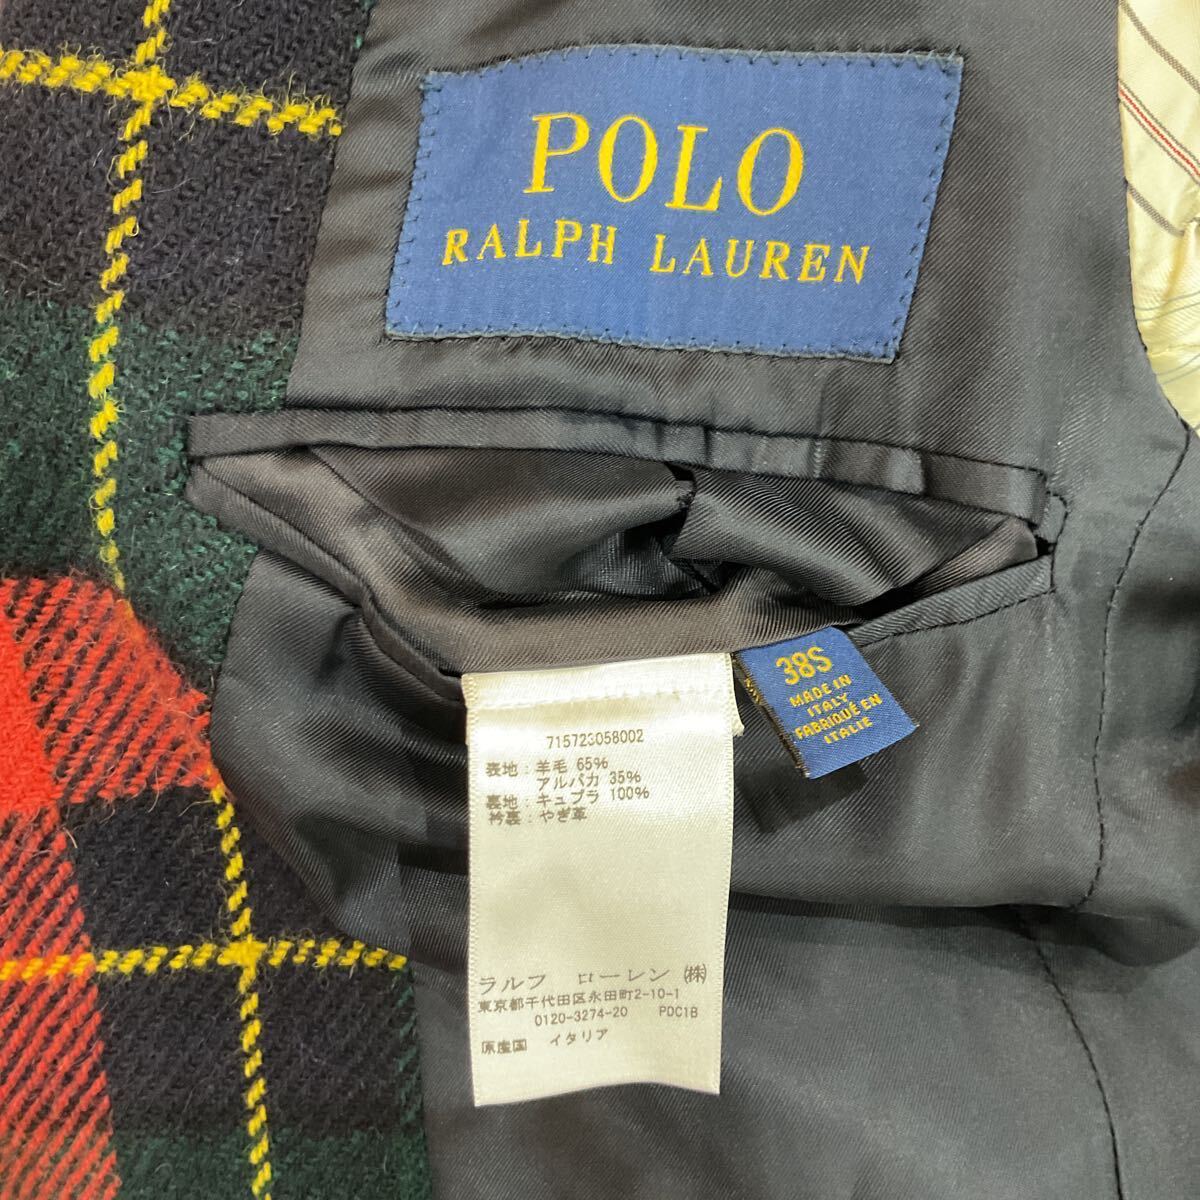 POLO
RALPH LAUREN
38S
MADE IN
ITALY
FABRIQUÉ EN
ITALIE
715723058002
表地:羊毛 65%
アルパカ 35%
裏地:キュプラ 100%
衿裏:やぎ革
ラルフ ローレン ㈱
東京都千代田区永田町2-10-1
0120-3274-20 PDC1B
原産国 イタリア